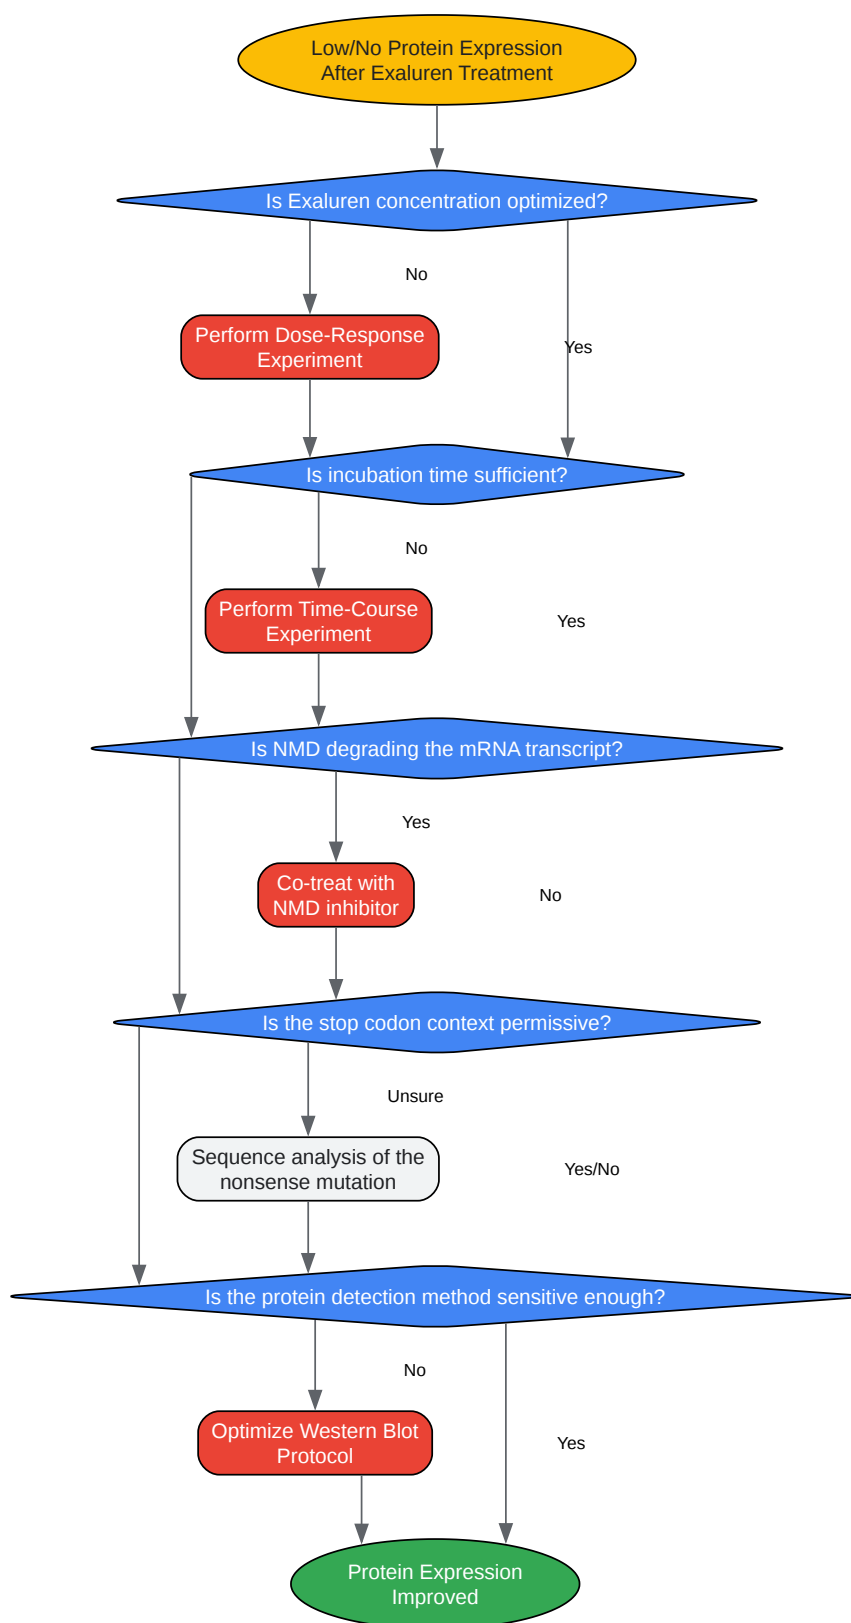 Low/No Protein Expression
After Exaluren Treatment
Is Exaluren concentration optimized?
No
Perform Dose-Response
Experiment
Yes
Is incubation time sufficient?
No
Perform Time-Course
Experiment
Yes
Is NMD degrading the mRNA transcript?
Yes
Co-treat with
NMD inhibitor
No
Is the stop codon context permissive?
Unsure
Sequence analysis of the
nonsense mutation
Yes/No
Is the protein detection method sensitive enough?
No
Optimize Western Blot
Protocol
Yes
Protein Expression
Improved